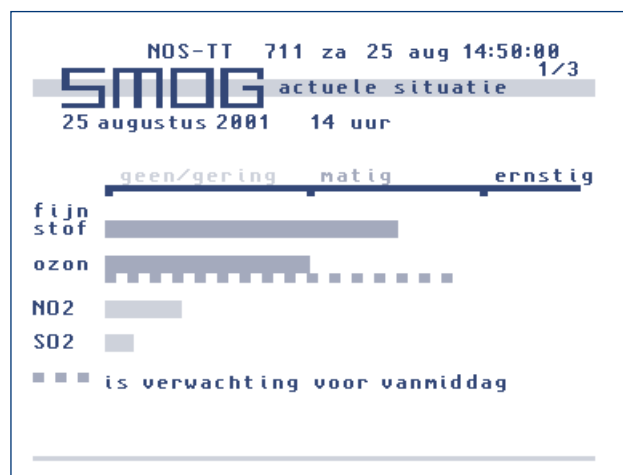 NOS-TT 711 za 25 aug 14:50:00
1/3
SMOG actuele situatie
25 augustus 2001 14 uur
geen/gering matig ernstig
fijn
stof
ozon
NO2
SO2
is verwachting voor vanmiddag